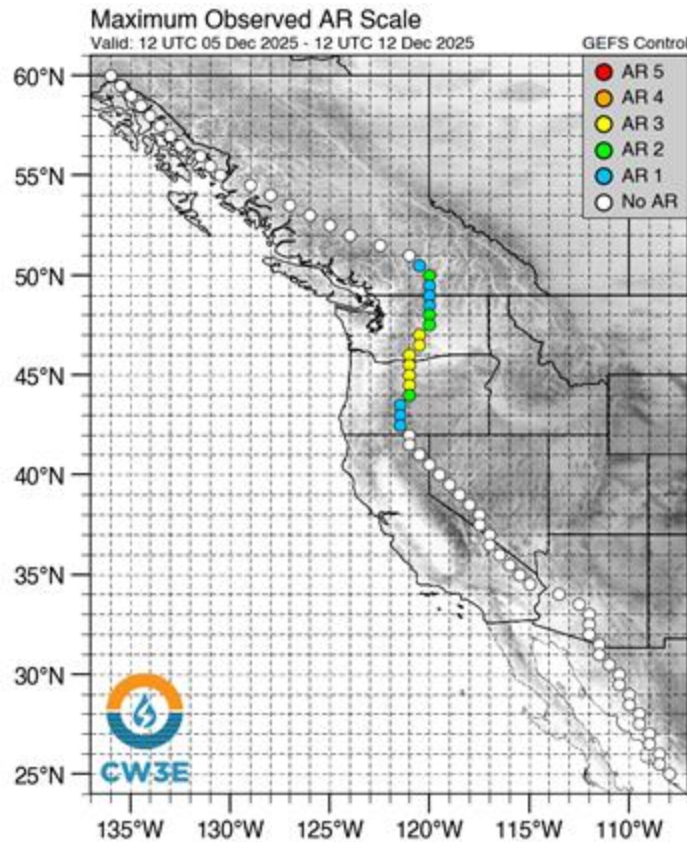 Maximum Observed AR Scale
Valid: 12 UTC 05 Dec 2025 - 12 UTC 12 Dec 2025 GEFS Control
60°N
55°N
50°N
45°N
40°N
35°N
30°N
25°N
AR 5
AR 4
AR 3
AR 2
AR 1
No AR
CW3E
135°W 130°W 125°W 120°W 115°W 110°W